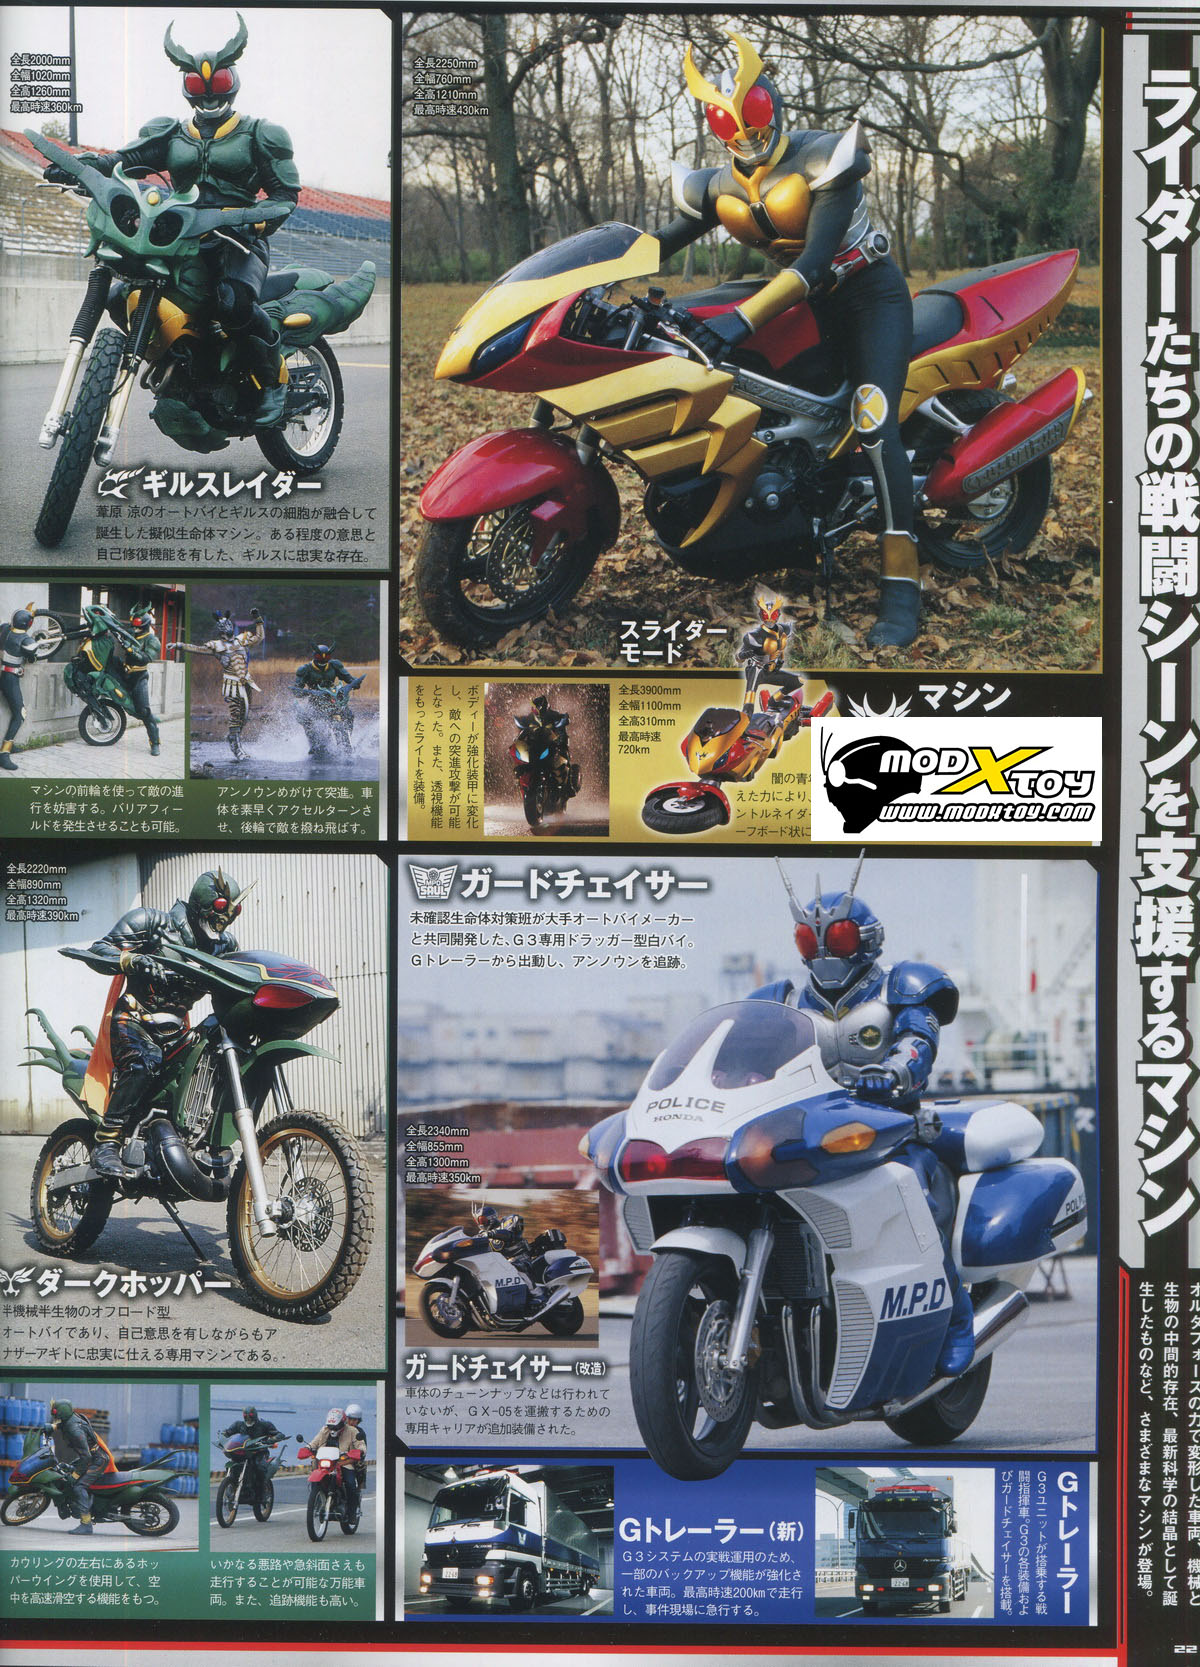 ライダーたちの戦闘シーンを支援するマシン
生物の中間的存在、最新科学の結晶として誕
生したものなど、さまざまなマシンが登場。
全長2000mm
全幅1020mm
全高1260mm
最高時速360km
ギルスレイダー
葦原 涼のオートバイとギルスの細胞が融合して
誕生した擬似生命体マシン。ある程度の意思と
自己修復機能を有した、ギルスに忠実な存在。
マシンの前輪を使って敵の進
行を妨害する。バリアフィー
ルドを発生させることも可能。
アンノウンめがけて突進。車
体を素早くアクセルターンさ
せ、後輪で敵を撥ね飛ばす。
全長2250mm
全幅760mm
全高1210mm
最高時速430km
スライダー
モード
マシン
ボディーが強化装甲に変化
し、敵への突進攻撃が可能
となった。また、透視機能
をもったライトを装備。
全長3900mm
全幅1100mm
全高310mm
最高時速
720km
闇の青
えた力により、
ントルネイダー
ーフボード状に
MODXTOY
www.modxtoy.com
全長2220mm
全幅890mm
全高1320mm
最高時速390km
ダークホッパー
半機械半生物のオフロード型
オートバイであり、自己意思を有しながらもア
ナザーアギトに忠実に仕える専用マシンである。
カウリングの左右にあるホッ
パーウイングを使用して、空
中を高速滑空する機能をもつ。
いかなる悪路や急斜面さえも
走行することが可能な万能車
両。また、追跡機能も高い。
MPD
SAUL
ガードチェイサー
未確認生命体対策班が大手オートバイメーカー
と共同開発した、G3専用ドラッガー型白バイ。
Gトレーラーから出動し、アンノウンを追跡。
POLICE
HONDA
POLICE
M.P.D
全長2340mm
全幅855mm
全高1300mm
最高時速350km
M.P.D
ガードチェイサー(改造)
車体のチューンナップなどは行われて
いないが、GX-05を運搬するための
専用キャリアが追加装備された。
Gトレーラー(新)
G3システムの実戦運用のため、
一部のバックアップ機能が強化さ
れた車両。最高時速200kmで走行
し、事件現場に急行する。
Gトレーラー
G3ユニットが搭乗する戦
闘指揮車。G3の各装備およ
びガードチェイサーを搭載。
22